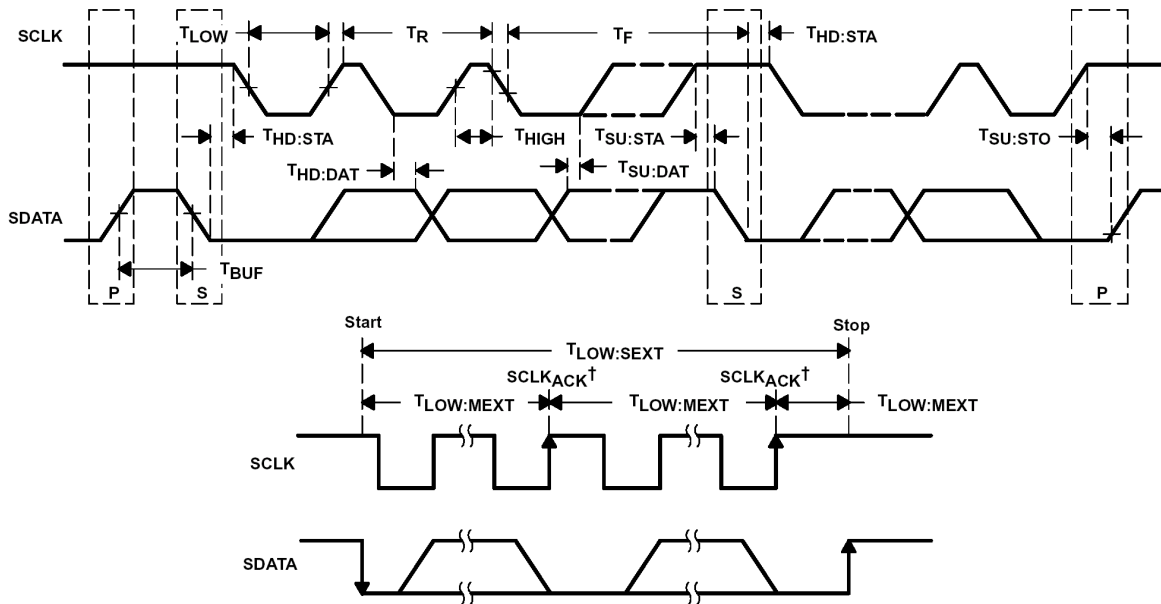 SCLK TLOW TR TF THD:STA
THD:STA THIGH TSU:STA TSU:STO
THD:DAT TSU:DAT
SDATA
TBUF
P S S P
Start Stop
TLOW:SEXT
SCLKACK† SCLKACK†
TLOW:MEXT TLOW:MEXT TLOW:MEXT
SCLK
SDATA